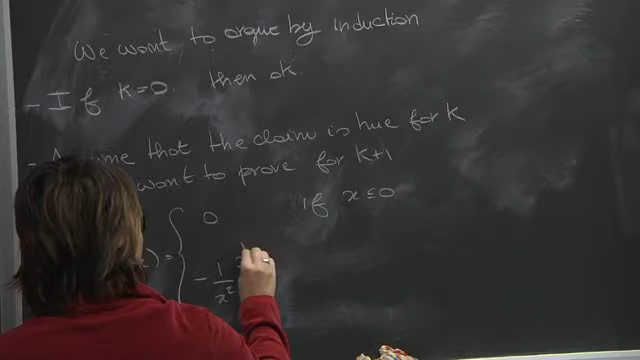 We want to argue by induction
- If k=0. then ok.
- Assume that the claim is true for k
want to prove for k+1
) = { 0 if x ≤ 0
- 1/x²